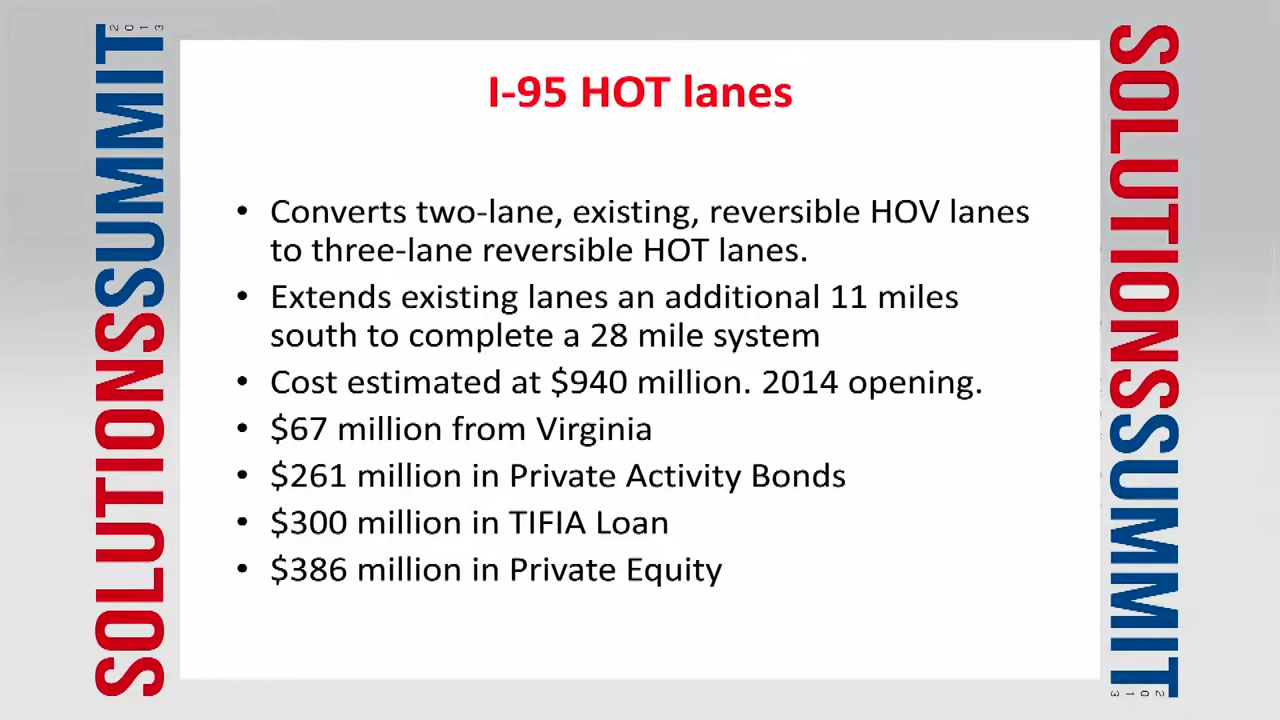 I-95 HOT lanes
• Converts two-lane, existing, reversible HOV lanes
to three-lane reversible HOT lanes.
• Extends existing lanes an additional 11 miles
south to complete a 28 mile system
• Cost estimated at $940 million. 2014 opening.
• $67 million from Virginia
• $261 million in Private Activity Bonds
• $300 million in TIFIA Loan
• $386 million in Private Equity
SOLUTIONSSUMMIT
2013
SOLUTIONSSUMMIT
2013